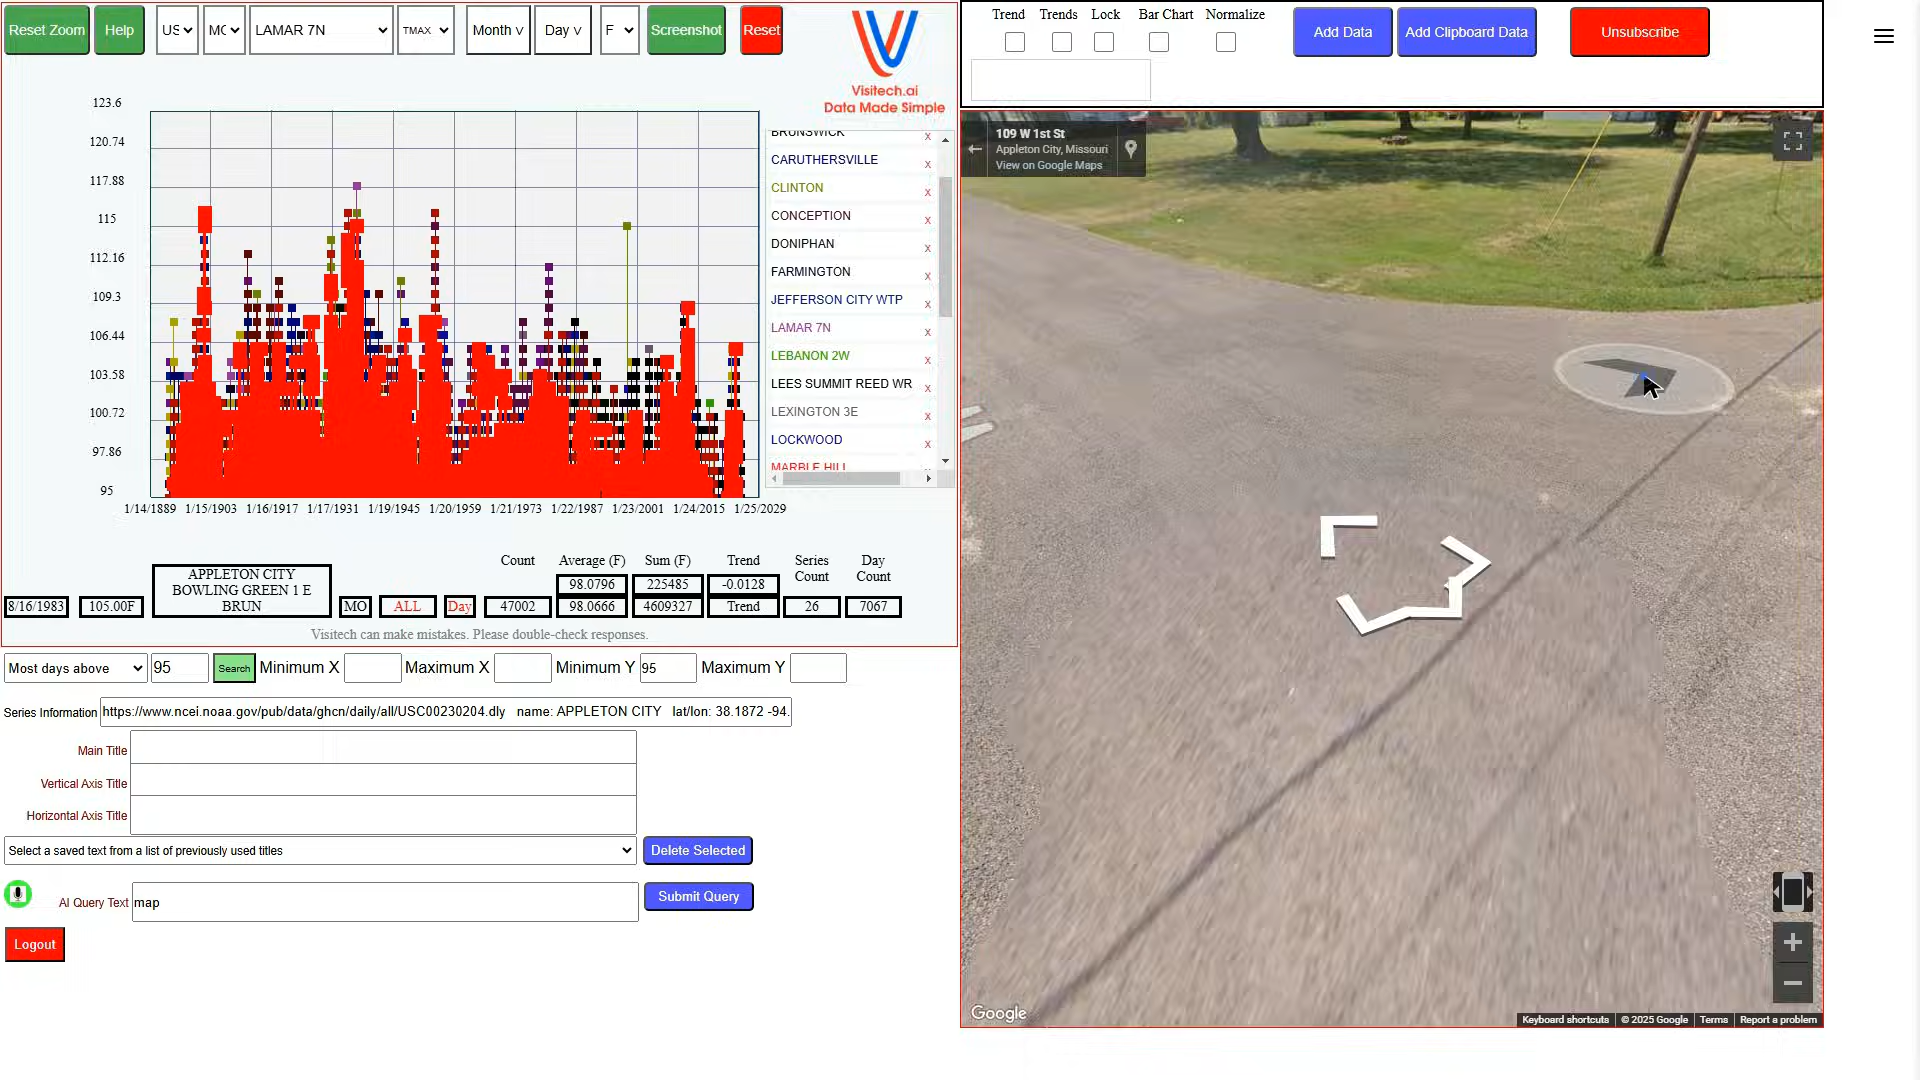 Reset Zoom Help US MO LAMAR 7N TMAX Month V Day V F Screenshot Reset
Visitech.ai
Data Made Simple
123.6
120.74
117.88
115
112.16
109.3
106.44
103.58
100.72
97.86
95
1/14/1889 1/15/1903 1/16/1917 1/17/1931 1/19/1945 1/20/1959 1/21/1973 1/22/1987 1/23/2001 1/24/2015 1/25/2029
BRUNSWICK x
CARUTHERSVILLE x
CLINTON x
CONCEPTION x
DONIPHAN x
FARMINGTON x
JEFFERSON CITY WTP x
LAMAR 7N x
LEBANON 2W x
LEES SUMMIT REED WR x
LEXINGTON 3E x
LOCKWOOD x
MARBLE HILL
Count Average (F) Sum (F) Trend Series Count Day Count
98.0796 225485 -0.0128
8/16/1983 105.00F APPLETON CITY BOWLING GREEN 1 E BRUN MO ALL Day 47002 98.0666 4609327 Trend 26 7067
Visitech can make mistakes. Please double-check responses.
Most days above 95 Search Minimum X Maximum X Minimum Y 95 Maximum Y
Series Information https://www.ncei.noaa.gov/pub/data/ghcn/daily/all/USC00230204.dly name: APPLETON CITY lat/lon: 38.1872 -94.
Main Title
Vertical Axis Title
Horizontal Axis Title
Select a saved text from a list of previously used titles Delete Selected
AI Query Text map Submit Query
Logout
Trend Trends Lock Bar Chart Normalize Add Data Add Clipboard Data Unsubscribe
109 W 1st St
Appleton City, Missouri
View on Google Maps
Google
Keyboard shortcuts © 2025 Google Terms Report a problem